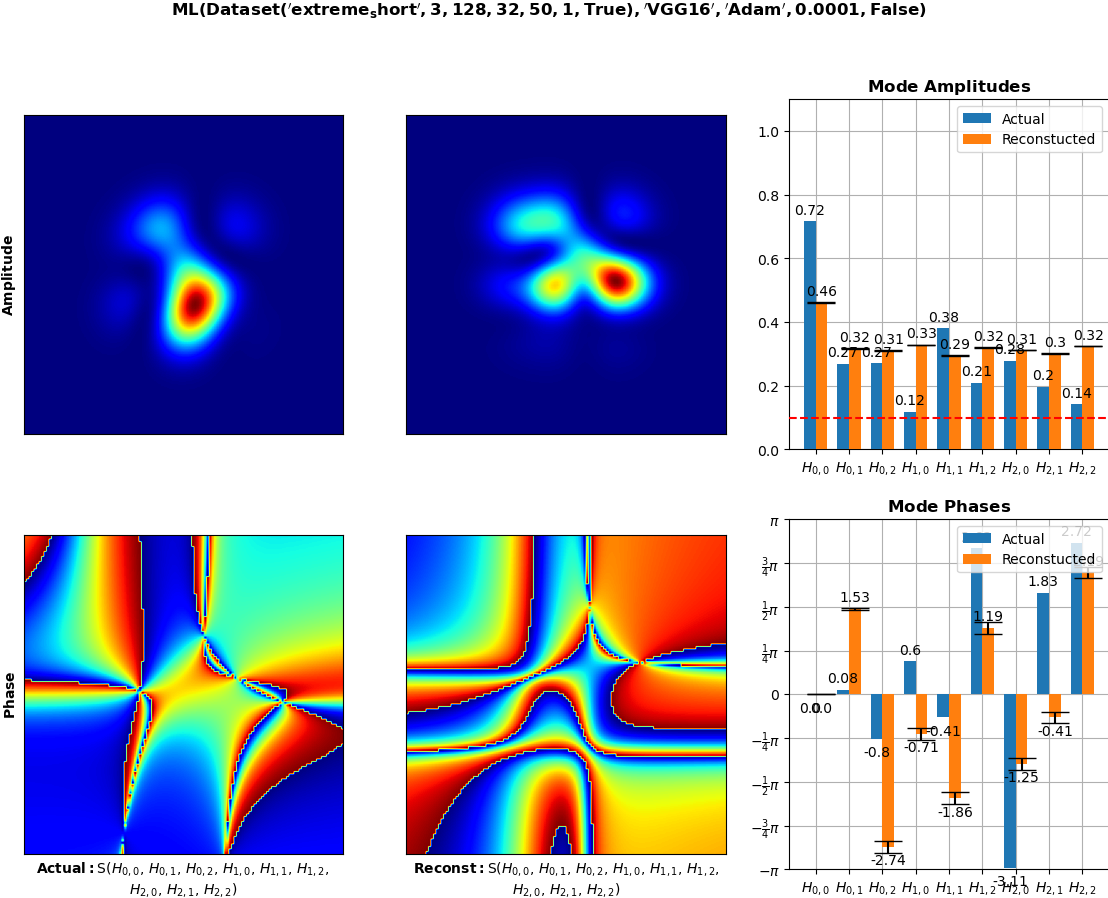 ML(Dataset('extreme_short', 3, 128, 32, 50, 1, True), 'VGG16', 'Adam', 0.0001, False)
Amplitude
Mode Amplitudes
Actual
Reconstucted
1.0
0.8
0.6
0.4
0.2
0.0
0.72
0.46
0.27
0.32
0.27
0.31
0.12
0.33
0.38
0.29
0.21
0.32
0.28
0.31
0.2
0.3
0.14
0.32
H0,0 H0,1 H0,2 H1,0 H1,1 H1,2 H2,0 H2,1 H2,2
Phase
Mode Phases
Actual
Reconstucted
π
3/4π
1/2π
1/4π
0
−1/4π
−1/2π
−3/4π
−π
0.0
0.0
0.08
1.53
-0.8
-2.74
0.6
-0.71
-0.41
-1.86
1.19
-3.11
-1.25
1.83
-0.41
2.72
H0,0 H0,1 H0,2 H1,0 H1,1 H1,2 H2,0 H2,1 H2,2
Actual: S(H0,0, H0,1, H0,2, H1,0, H1,1, H1,2,
H2,0, H2,1, H2,2)
Reconst: S(H0,0, H0,1, H0,2, H1,0, H1,1, H1,2,
H2,0, H2,1, H2,2)